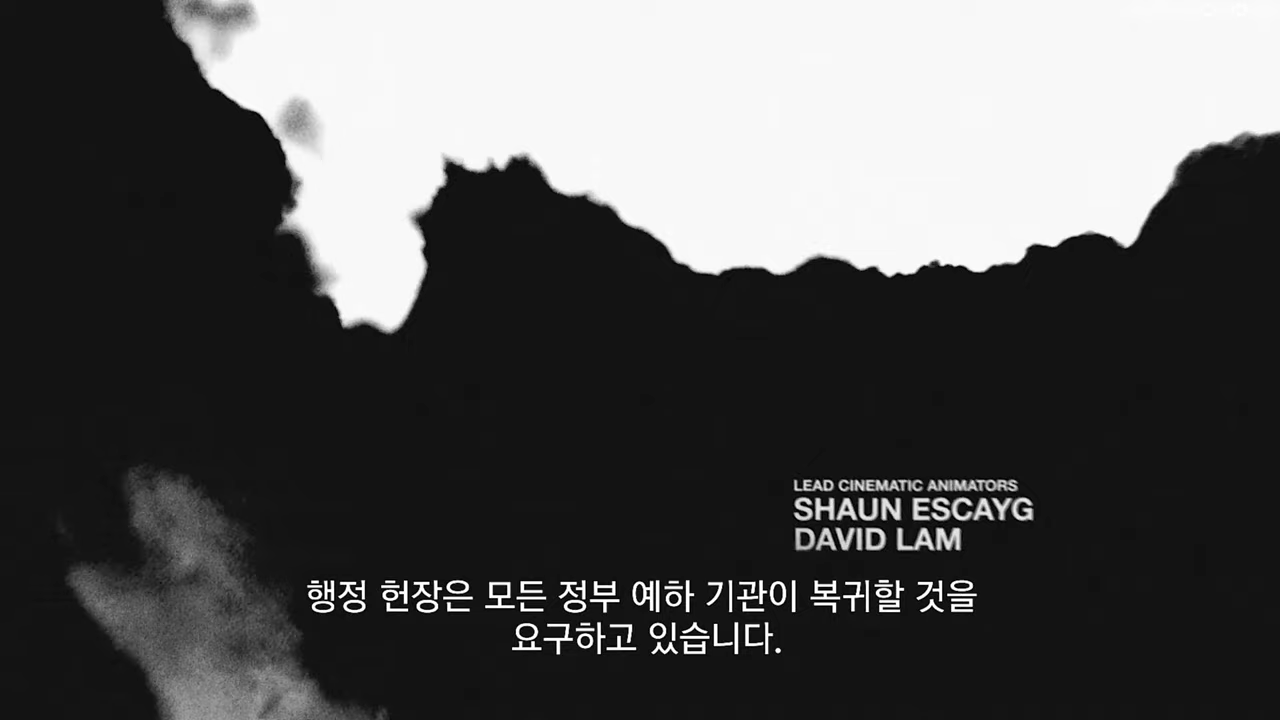 LEAD CINEMATIC ANIMATORS
SHAUN ESCAYG
DAVID LAM
행정 헌장은 모든 정부 예하 기관이 복귀할 것을
요구하고 있습니다.